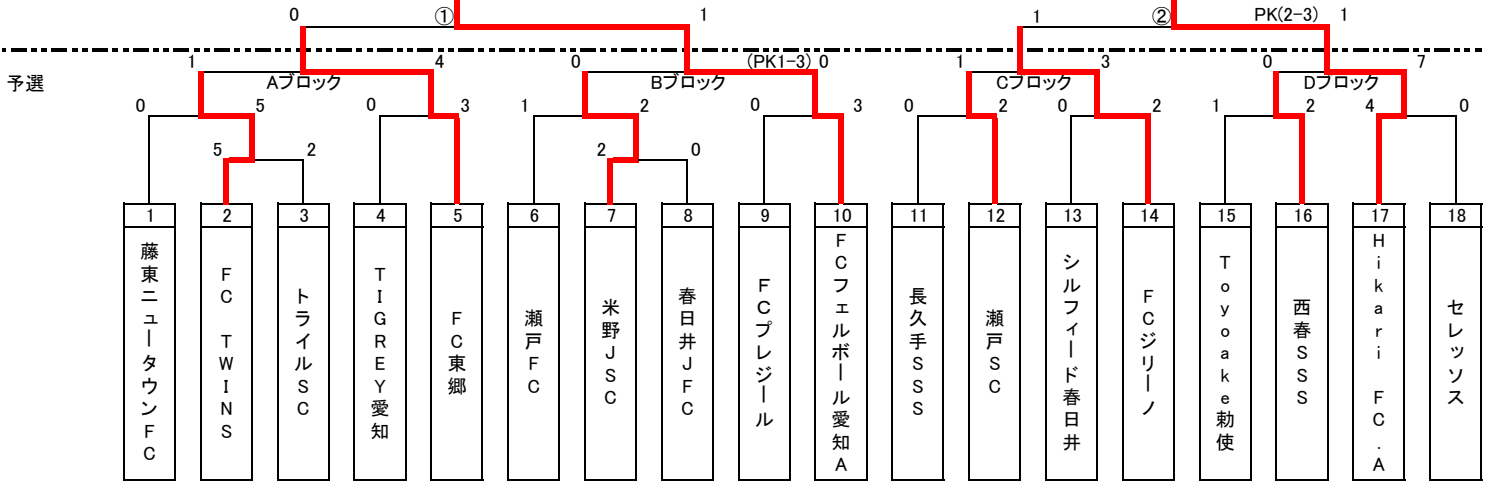 0 ① 1 1 ② PK(2-3) 1
1 4 0 (PK1-3) 0 1 3 0 7
予選 Aブロック Bブロック Cブロック Dブロック
0 5 0 3 1 2 0 3 0 2 0 2 1 2 4 0
5 2 2 0
1 2 3 4 5 6 7 8 9 10 11 12 13 14 15 16 17 18
藤東ニュータウンFC
FC TWINS
トライルSC
TIGREY愛知
FC東郷
瀬戸FC
米野JSC
春日井JFC
FCプレジール
FCフェルボール愛知A
長久手SSS
瀬戸SC
シルフィード春日井
FCジリーノ
Toyoake勅使
西春SSS
Hikari FC.A
セレッソス